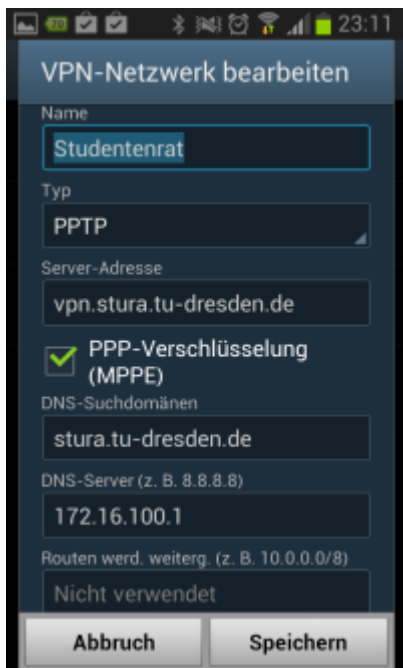 23:11
VPN-Netzwerk bearbeiten
Name
Studentenrat
Typ
PPTP
Server-Adresse
vpn.stura.tu-dresden.de
PPP-Verschlüsselung
(MPPE)
DNS-Suchdomänen
stura.tu-dresden.de
DNS-Server (z. B. 8.8.8.8)
172.16.100.1
Routen werd. weiterg. (z. B. 10.0.0.0/8)
Nicht verwendet
Abbruch Speichern